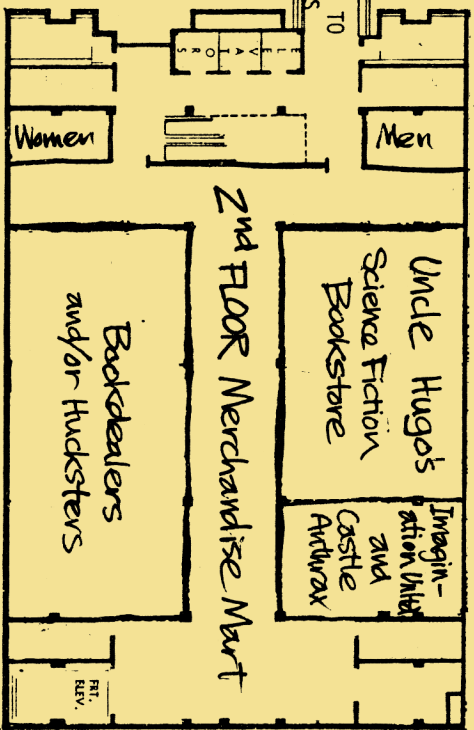 TO
ELEVATORS
Women
Men
2nd FLOOR Merchandise Mart
Uncle Hugo's
Science Fiction
Bookstore
Bookdealers
and/or Hucksters
Imagin-
ation Unltd
and
Castle
Anthrax
FRT.
ELEV.